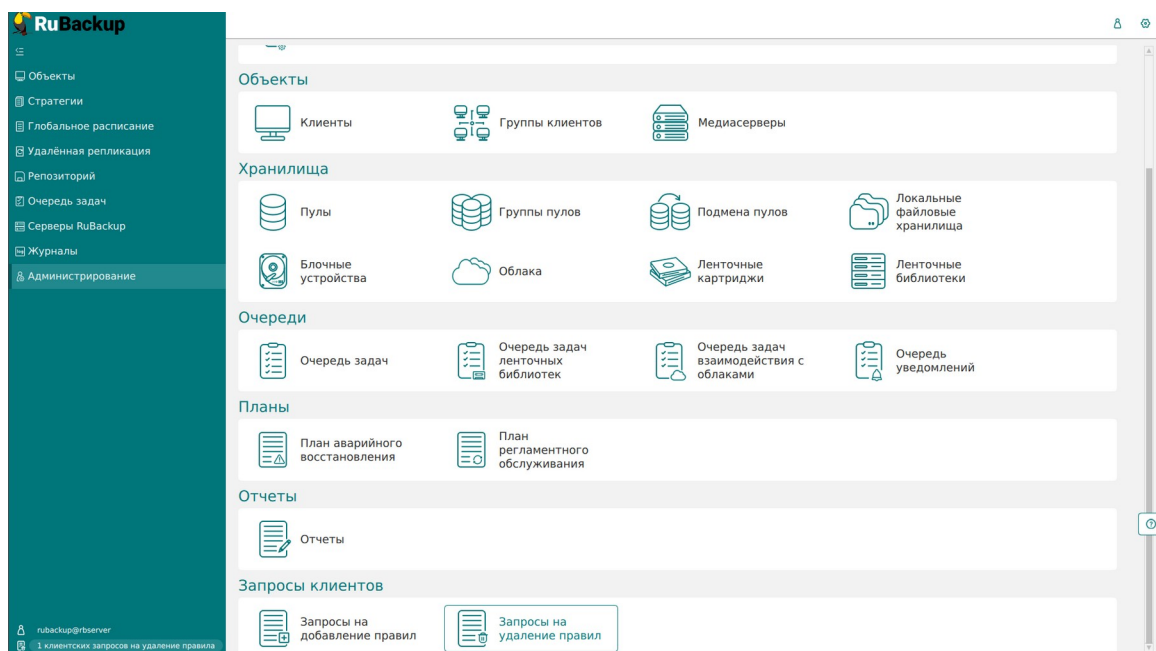 RuBackup
Объекты
Стратегии
Глобальное расписание
Удалённая репликация
Репозиторий
Очередь задач
Серверы RuBackup
Журналы
Администрирование
rubackup@rbserver
1 клиентских запросов на удаление правила
Объекты
Клиенты
Группы клиентов
Медиасерверы
Хранилища
Пулы
Группы пулов
Подмена пулов
Локальные
файловые
хранилища
Блочные
устройства
Облака
Ленточные
картриджи
Ленточные
библиотеки
Очереди
Очередь задач
Очередь задач
ленточных
библиотек
Очередь задач
взаимодействия с
облаками
Очередь
уведомлений
Планы
План аварийного
восстановления
План
регламентного
обслуживания
Отчеты
Отчеты
Запросы клиентов
Запросы на
добавление правил
Запросы на
удаление правил